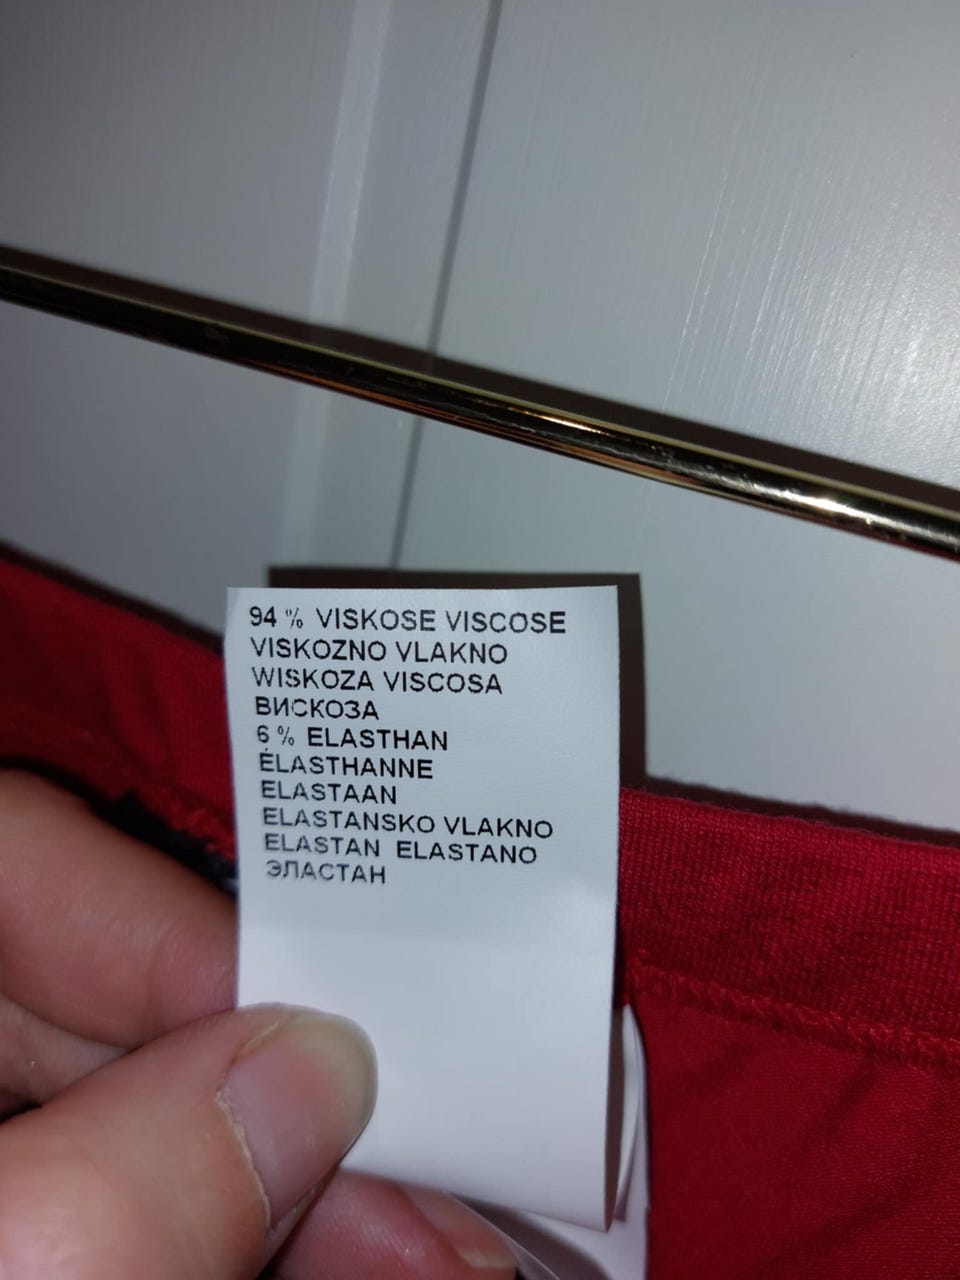 94 % VISKOSE VISCOSE
VISKOZNO VLAKNO
WISKOZA VISCOSA
ВИСКОЗА
6 % ELASTHAN
ÉLASTHANNE
ELASTAAN
ELASTANSKO VLAKNO
ELASTAN ELASTANO
ЭЛАСТАН